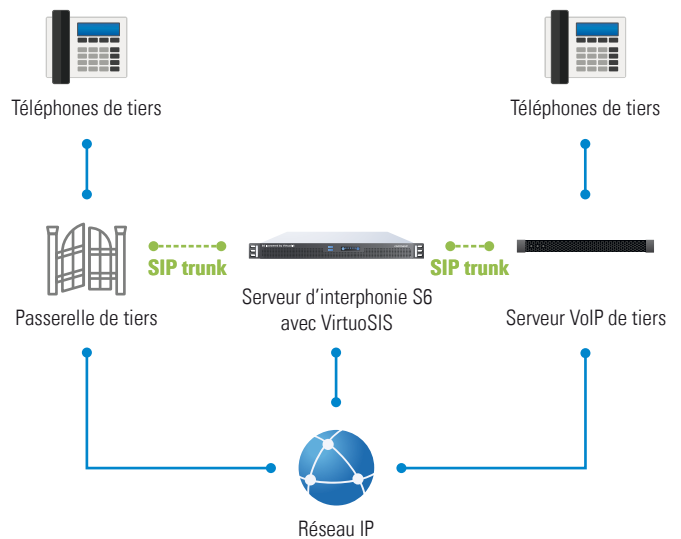 Téléphones de tiers
Téléphones de tiers
SIP trunk
SIP trunk
Passerelle de tiers
Serveur d'interphonie S6
avec VirtuoSIS
Serveur VoIP de tiers
Réseau IP